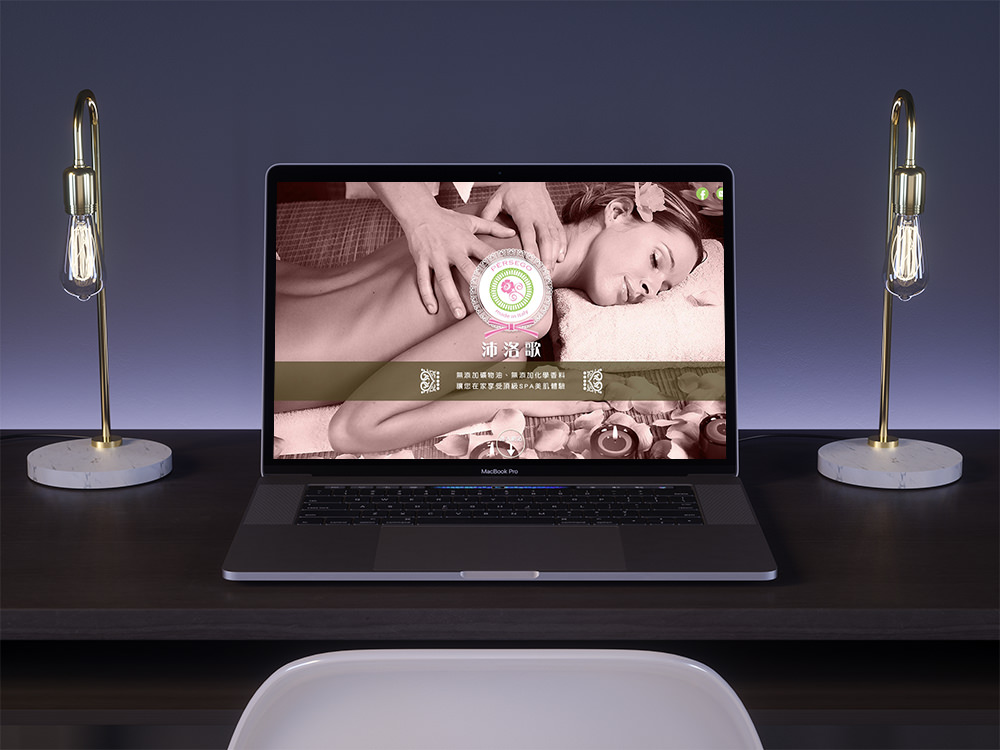 PERSEGO
made in Italy
沛洛歌
無添加礦物油、無添加化學香料
讓您在家享受頂級SPA美肌體驗
MacBook Pro